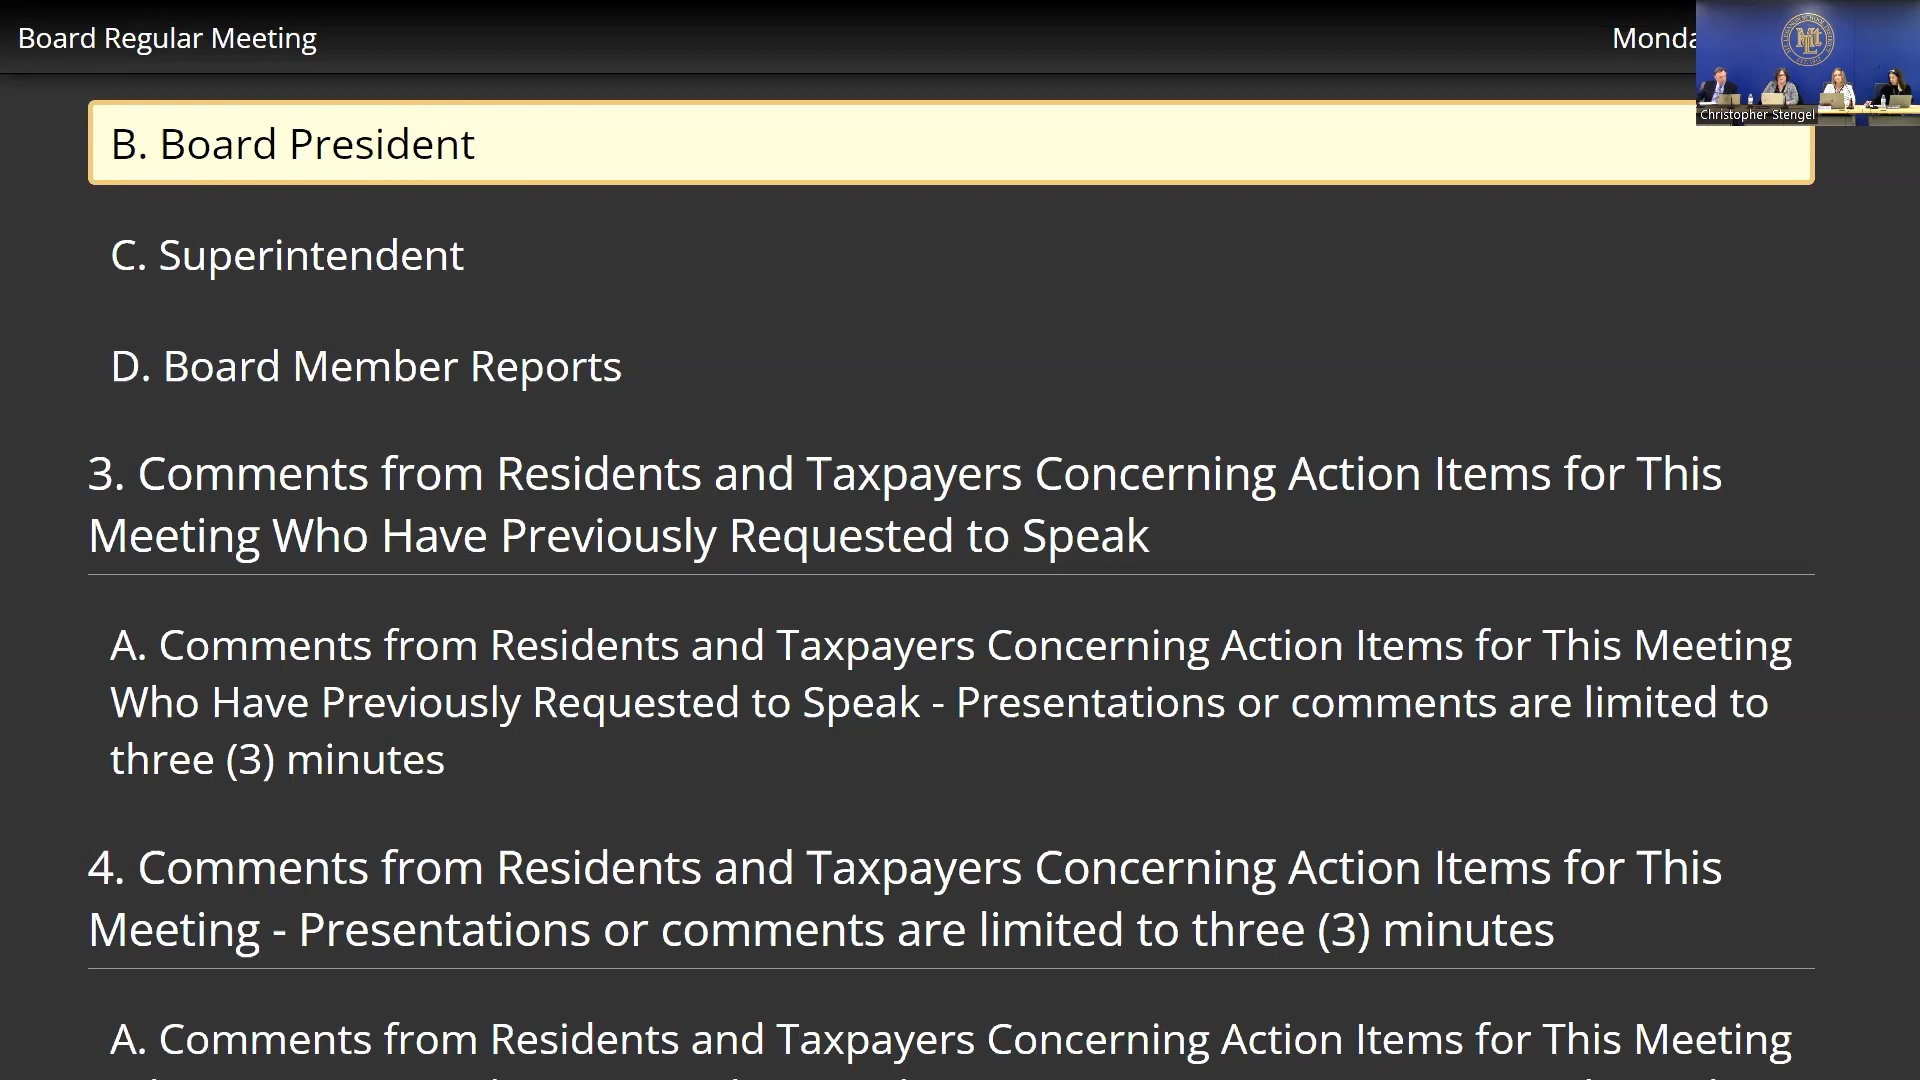 Board Regular Meeting
Monda
Christopher Stengel
B. Board President
C. Superintendent
D. Board Member Reports
3. Comments from Residents and Taxpayers Concerning Action Items for This
Meeting Who Have Previously Requested to Speak
A. Comments from Residents and Taxpayers Concerning Action Items for This Meeting
Who Have Previously Requested to Speak - Presentations or comments are limited to
three (3) minutes
4. Comments from Residents and Taxpayers Concerning Action Items for This
Meeting - Presentations or comments are limited to three (3) minutes
A. Comments from Residents and Taxpayers Concerning Action Items for This Meeting